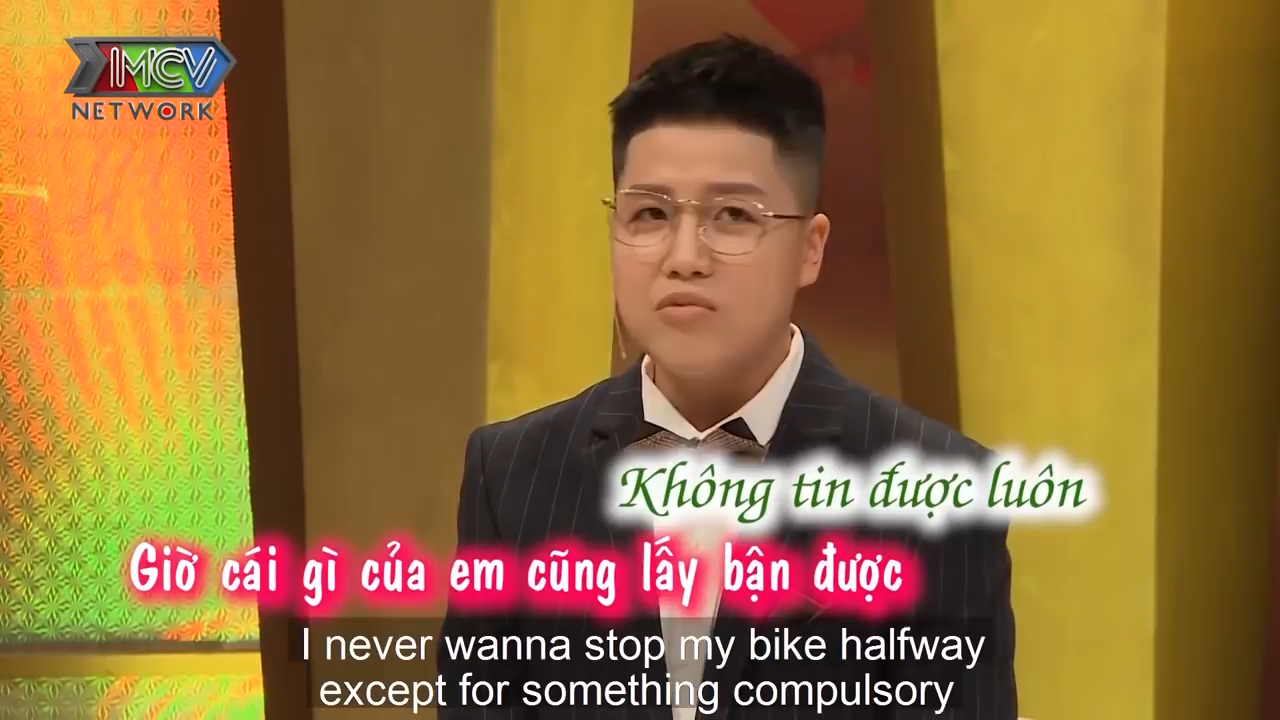 MCV
NETWORK
Không tin được luôn
Giờ cái gì của em cũng lấy bận được
I never wanna stop my bike halfway
except for something compulsory